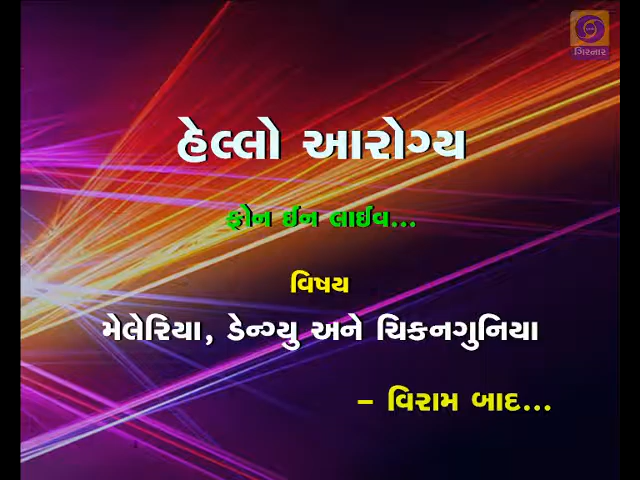 ગિરનાર
હેલ્લો આરોગ્ય
ફોન ઈન લાઈવ...
વિષય
મેલેરિયા, ડેન્ગ્યુ અને ચિકનગુનિયા
– વિરામ બાદ...